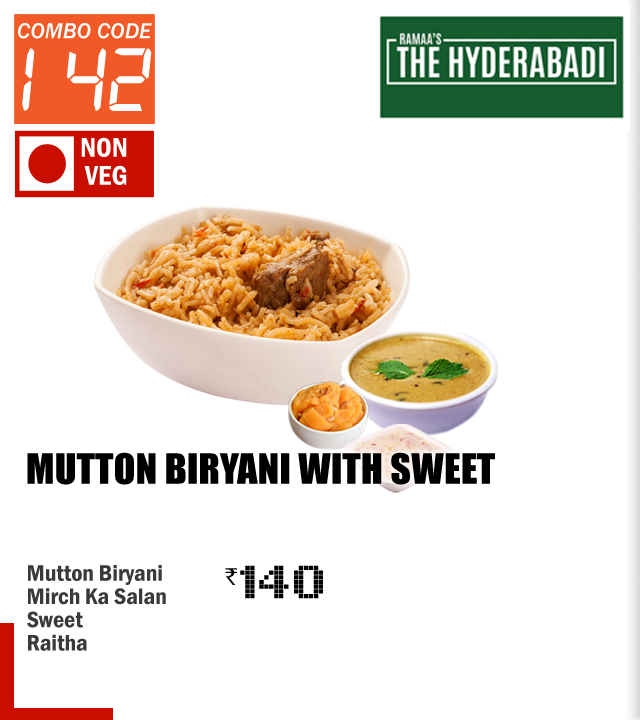 COMBO CODE
142
NON
VEG
RAMAA'S
THE HYDERABADI
MUTTON BIRYANI WITH SWEET
Mutton Biryani
Mirch Ka Salan
Sweet
Raitha
₹140